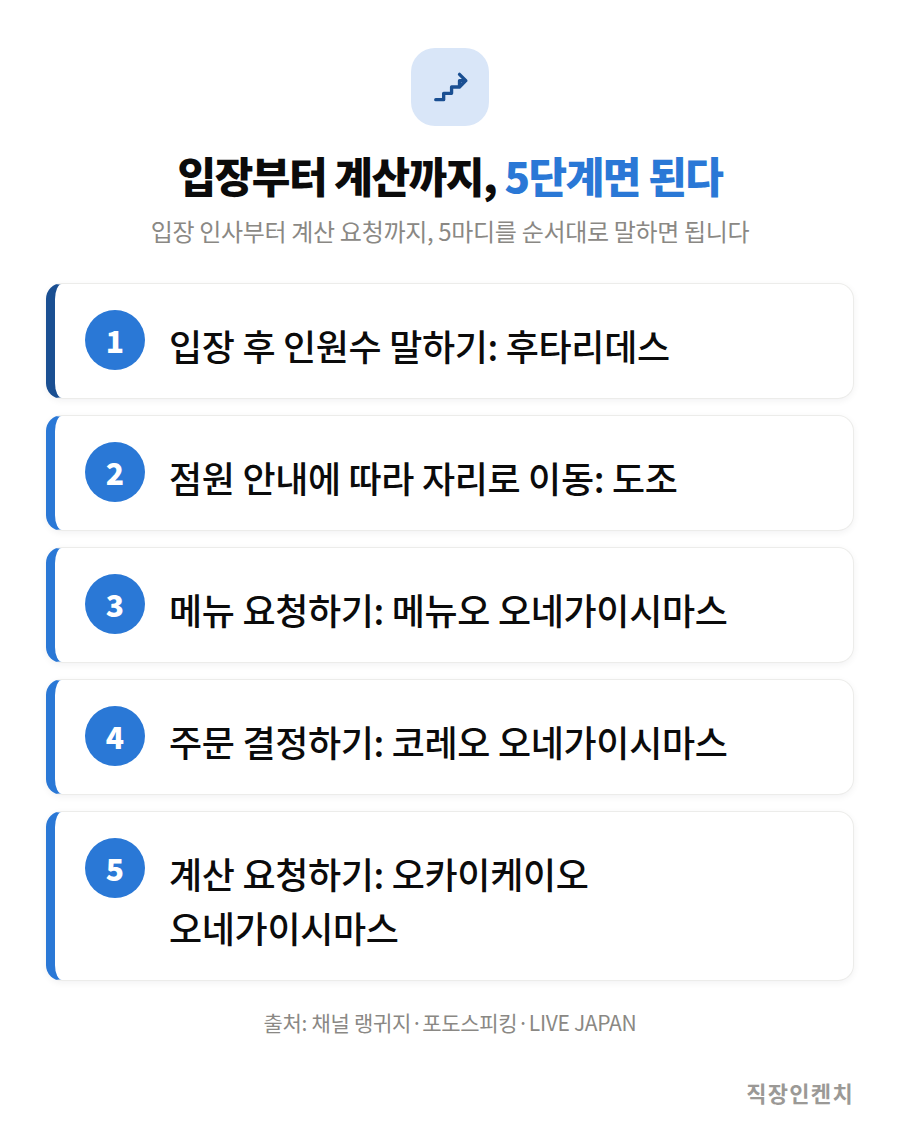 입장부터 계산까지, 5단계면 된다
입장 인사부터 계산 요청까지, 5마디를 순서대로 말하면 됩니다
1 입장 후 인원수 말하기: 후타리데스
2 점원 안내에 따라 자리로 이동: 도조
3 메뉴 요청하기: 메뉴오 오네가이시마스
4 주문 결정하기: 코레오 오네가이시마스
5 계산 요청하기: 오카이케이오
오네가이시마스
출처: 채널 랭귀지 · 포도스피킹 · LIVE JAPAN
직장인켄치